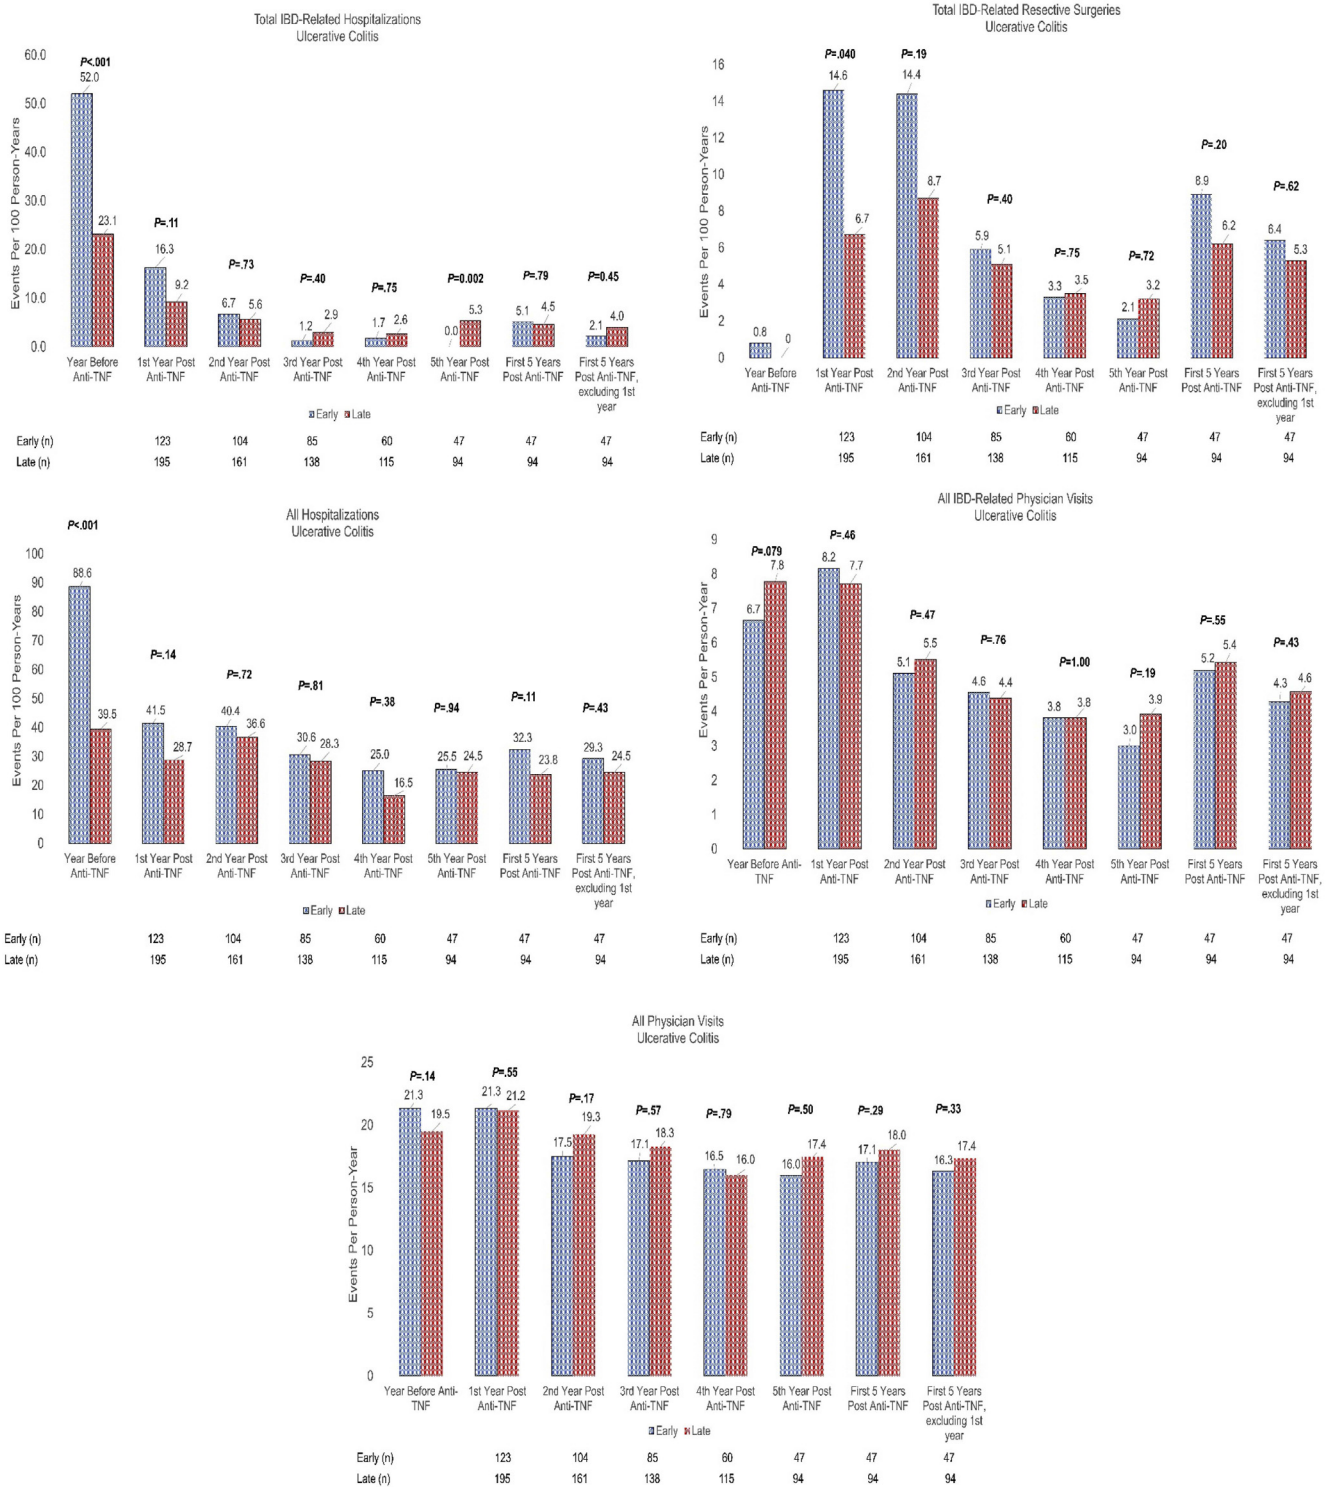 Total IBD-Related Hospitalizations
Ulcerative Colitis
Events Per 100 Person-Years
60.0
50.0
40.0
30.0
20.0
10.0
0.0
P<.001
52.0
23.1
P=.11
16.3
9.2
P=.73
6.7
5.6
P=.40
1.2
2.9
P=.75
1.7
2.6
P=0.002
0.0
5.3
P=.79
5.1
4.5
P=0.45
2.1
4.0
Year Before 1st Year Post 2nd Year Post 3rd Year Post 4th Year Post 5th Year Post First 5 Years First 5 Years
Anti-TNF Anti-TNF Anti-TNF Anti-TNF Anti-TNF Anti-TNF Post Anti-TNF Post Anti-TNF,
excluding 1st
year
Early Late
Early (n) 123 104 85 60 47 47 47
Late (n) 195 161 138 115 94 94 94
Total IBD-Related Resective Surgeries
Ulcerative Colitis
Events Per 100 Person-Years
16
14
12
10
8
6
4
2
0
0.8
0
P=.040
14.6
6.7
P=.19
14.4
8.7
P=.40
5.9
5.1
P=.75
3.3
3.5
P=.72
2.1
3.2
P=.20
8.9
6.2
P=.62
6.4
5.3
Year Before 1st Year Post 2nd Year Post 3rd Year Post 4th Year Post 5th Year Post First 5 Years First 5 Years
Anti-TNF Anti-TNF Anti-TNF Anti-TNF Anti-TNF Anti-TNF Post Anti-TNF Post Anti-TNF,
excluding 1st
year
Early Late
Early (n) 123 104 85 60 47 47 47
Late (n) 195 161 138 115 94 94 94
All Hospitalizations
Ulcerative Colitis
Events Per 100 Person-Years
100
90
80
70
60
50
40
30
20
10
0
P<.001
88.6
39.5
P=.14
41.5
28.7
P=.72
40.4
36.6
P=.81
30.6
28.3
P=.38
25.0
16.5
P=.94
25.5
24.5
P=.11
32.3
23.8
P=.43
29.3
24.5
Year Before 1st Year Post 2nd Year Post 3rd Year Post 4th Year Post 5th Year Post First 5 Years First 5 Years
Anti-TNF Anti-TNF Anti-TNF Anti-TNF Anti-TNF Anti-TNF Post Anti-TNF Post Anti-TNF,
excluding 1st
year
Early Late
Early (n) 123 104 85 60 47 47 47
Late (n) 195 161 138 115 94 94 94
All IBD-Related Physician Visits
Ulcerative Colitis
Events Per Person-Year
9
8
7
6
5
4
3
2
1
0
P=.079
6.7
7.8
P=.46
8.2
7.7
P=.47
5.1
5.5
P=.76
4.6
4.4
P=1.00
3.8
3.8
P=.19
3.0
3.9
P=.55
5.2
5.4
P=.43
4.3
4.6
Year Before Anti- 1st Year Post 2nd Year Post 3rd Year Post 4th Year Post 5th Year Post First 5 Years First 5 Years
TNF Anti-TNF Anti-TNF Anti-TNF Anti-TNF Anti-TNF Post Anti-TNF Post Anti-TNF,
excluding 1st
year
Early Late
Early (n) 123 104 85 60 47 47 47
Late (n) 195 161 138 115 94 94 94
All Physician Visits
Ulcerative Colitis
Events Per Person-Year
25
20
15
10
5
0
P=.14
21.3
19.5
P=.55
21.3
21.2
P=.17
17.5
19.3
P=.57
17.1
18.3
P=.79
16.5
16.0
P=.50
16.0
17.4
P=.29
17.1
18.0
P=.33
16.3
17.4
Year Before Anti- 1st Year Post 2nd Year Post 3rd Year Post 4th Year Post 5th Year Post First 5 Years First 5 Years
TNF Anti-TNF Anti-TNF Anti-TNF Anti-TNF Anti-TNF Post Anti-TNF Post Anti-TNF,
excluding 1st
year
Early Late
Early (n) 123 104 85 60 47 47 47
Late (n) 195 161 138 115 94 94 94